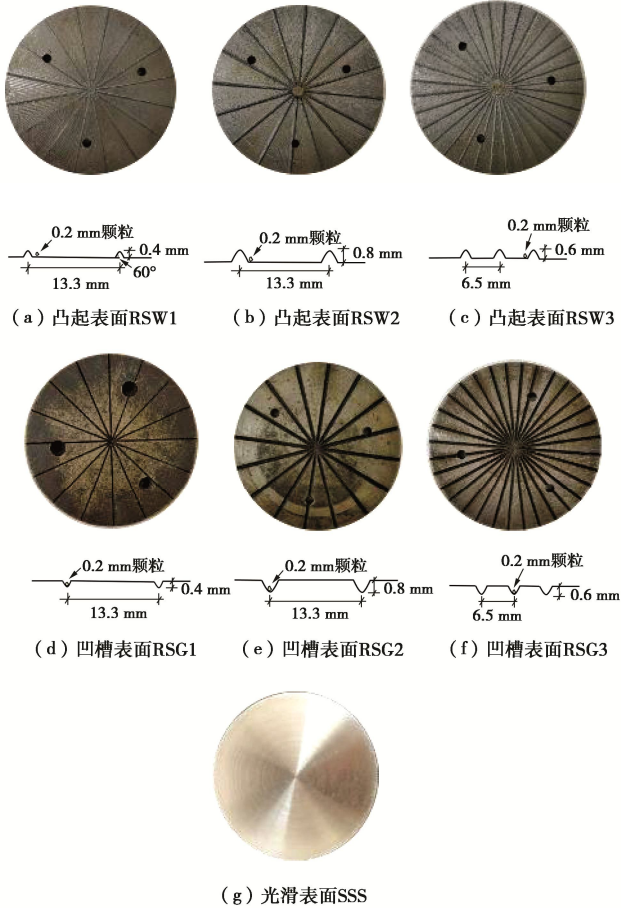 0.2 mm颗粒
0.4 mm
60°
13.3 mm
(a)凸起表面RSW1
0.2 mm颗粒
0.8 mm
13.3 mm
(b)凸起表面RSW2
0.2 mm颗粒
0.6 mm
6.5 mm
(c)凸起表面RSW3
0.2 mm颗粒
0.4 mm
13.3 mm
(d)凹槽表面RSG1
0.2 mm颗粒
0.8 mm
13.3 mm
(e)凹槽表面RSG2
0.2 mm颗粒
0.6 mm
6.5 mm
(f)凹槽表面RSG3
(g)光滑表面SSS